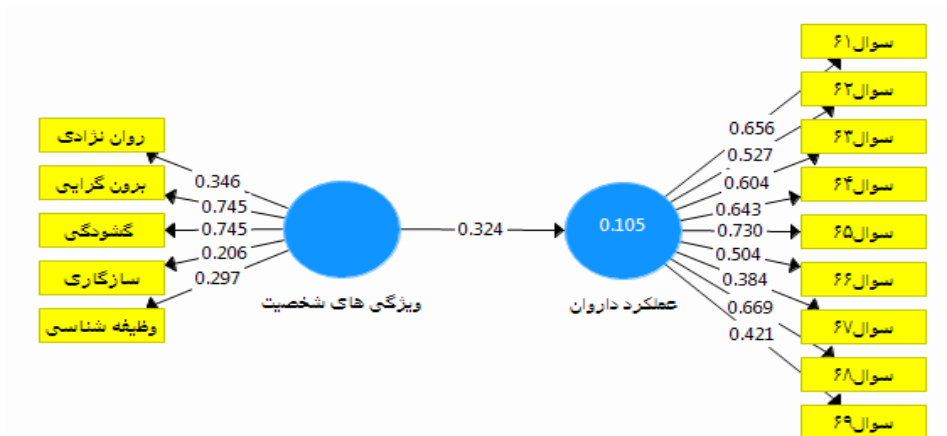 روان نژادی
برون گرایی
گشودگی
سازگاری
وظیفه شناسی
0.346
0.745
0.745
0.206
0.297
ویژگی های شخصیت
0.324
0.105
عملکرد داروان
0.656
0.527
0.604
0.643
0.730
0.504
0.384
0.669
0.421
سوال۶۱
سوال۶۲
سوال۶۳
سوال۶۴
سوال۶۵
سوال۶۶
سوال۶۷
سوال۶۸
سوال۶۹